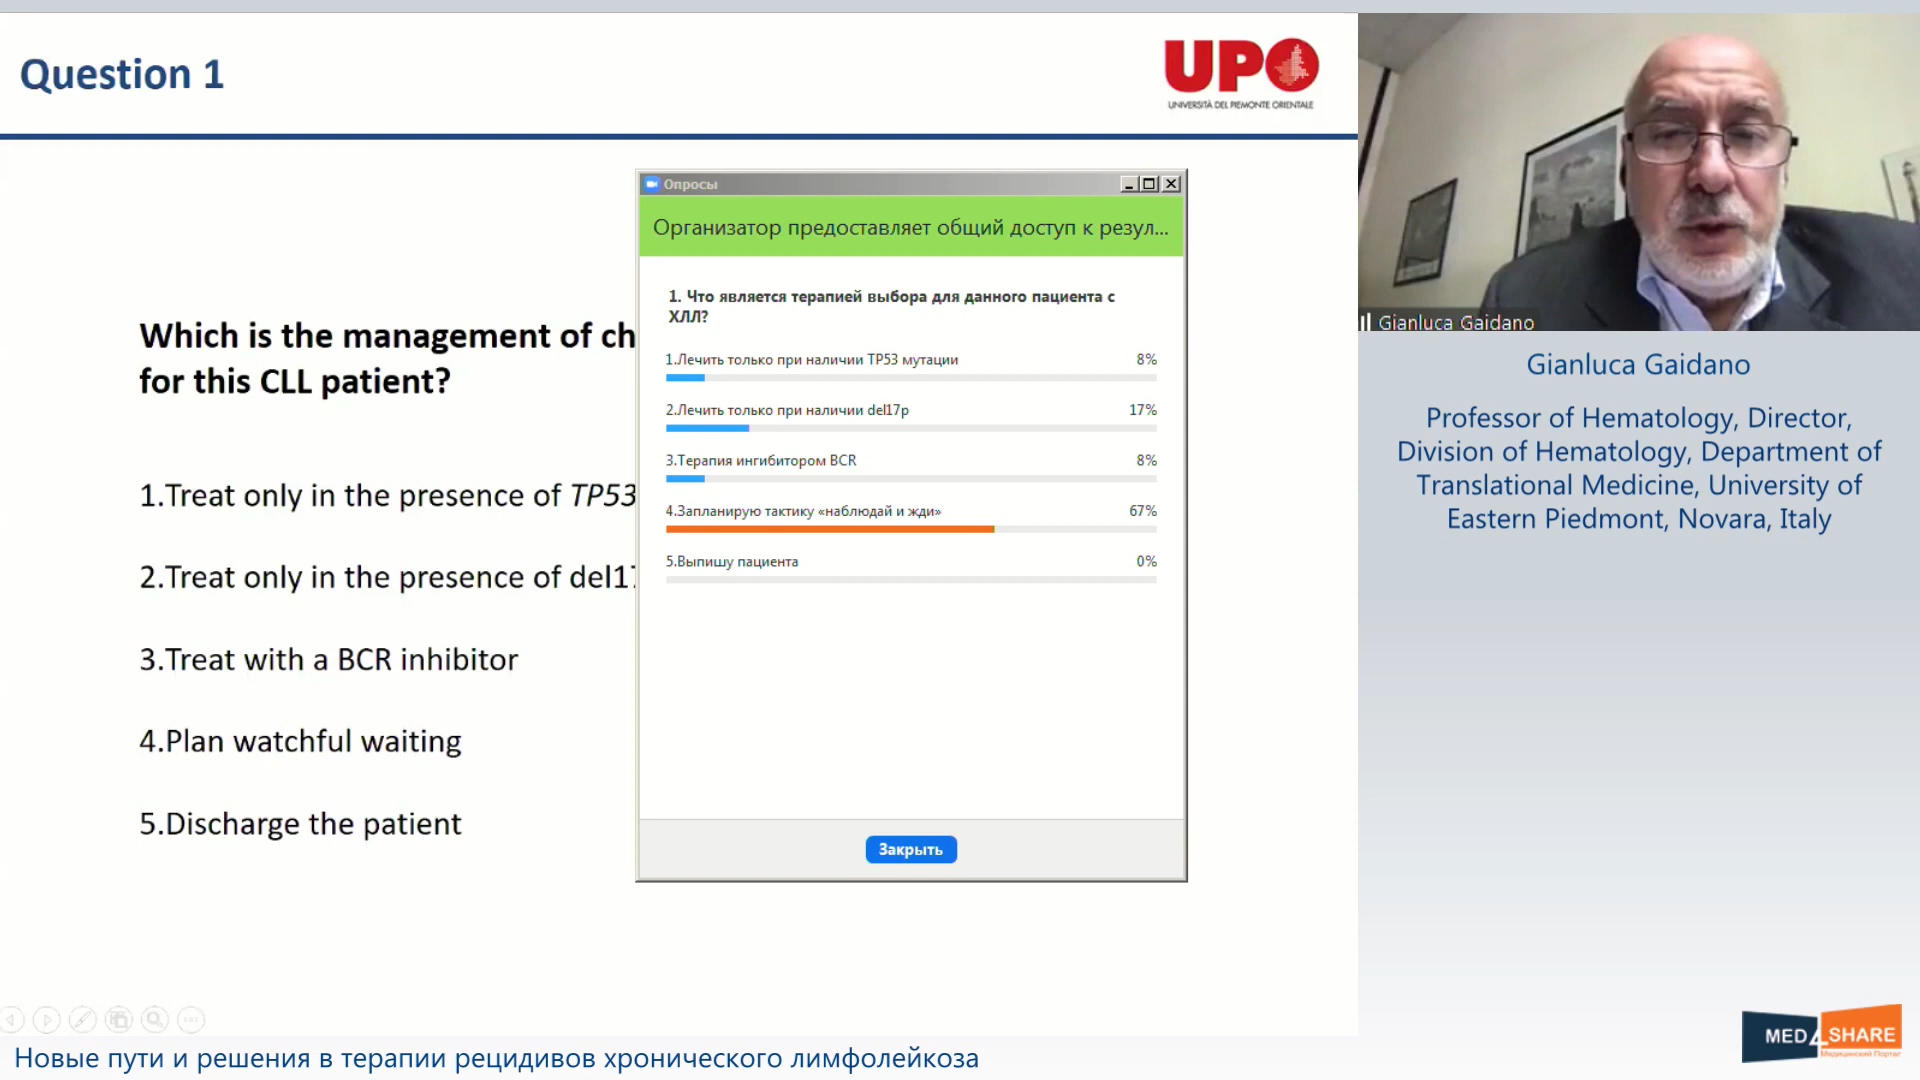 Question 1
UPO
UNIVERSITÀ DEL PIEMONTE ORIENTALE
Which is the management of ch
for this CLL patient?
1.Treat only in the presence of TP53
2.Treat only in the presence of del17
3.Treat with a BCR inhibitor
4.Plan watchful waiting
5.Discharge the patient
Опросы
Организатор предоставляет общий доступ к резул...
1. Что является терапией выбора для данного пациента с
ХЛЛ?
1.Лечить только при наличии TP53 мутации 8%
2.Лечить только при наличии del17p 17%
3.Терапия ингибитором BCR 8%
4.Запланирую тактику «наблюдай и жди» 67%
5.Выпишу пациента 0%
Закрыть
Gianluca Gaidano
Gianluca Gaidano
Professor of Hematology, Director,
Division of Hematology, Department of
Translational Medicine, University of
Eastern Piedmont, Novara, Italy
MED4SHARE
Медицинский Портал
Новые пути и решения в терапии рецидивов хронического лимфолейкоза